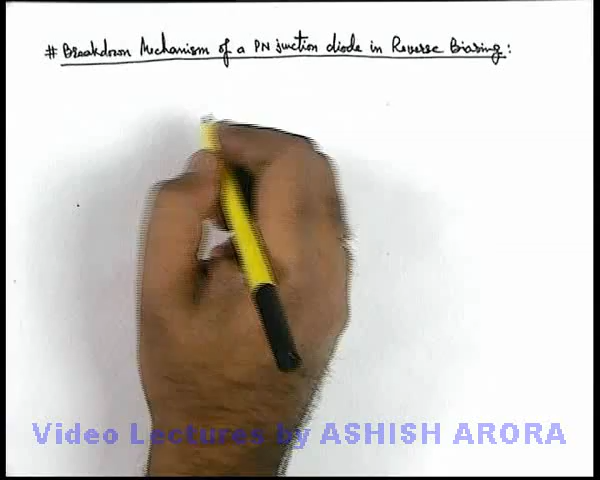 # Breakdown Mechanism of a PN junction diode in Reverse Biasing :
Video Lectures by ASHISH ARORA